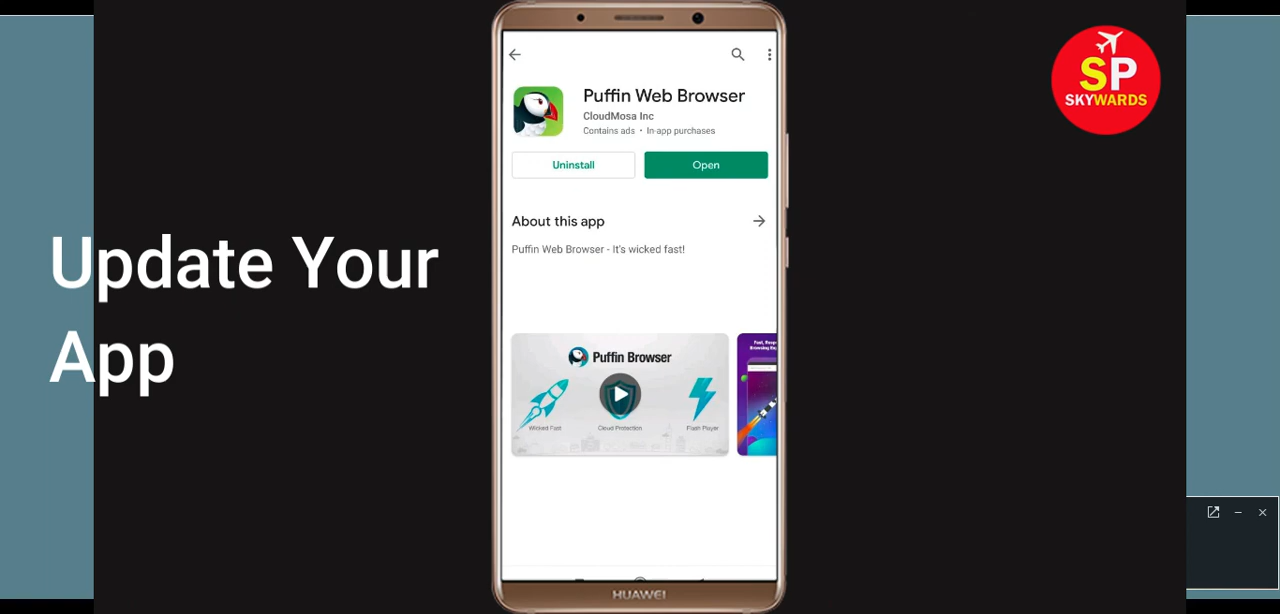 Puffin Web Browser
CloudMosa Inc
Contains ads • In-app purchases
Uninstall
Open
About this app
Puffin Web Browser - It's wicked fast!
Update Your
App
Puffin Browser
Wicked Fast
Cloud Protection
Flash Player
SP
SKYWARDS
HUAWEI